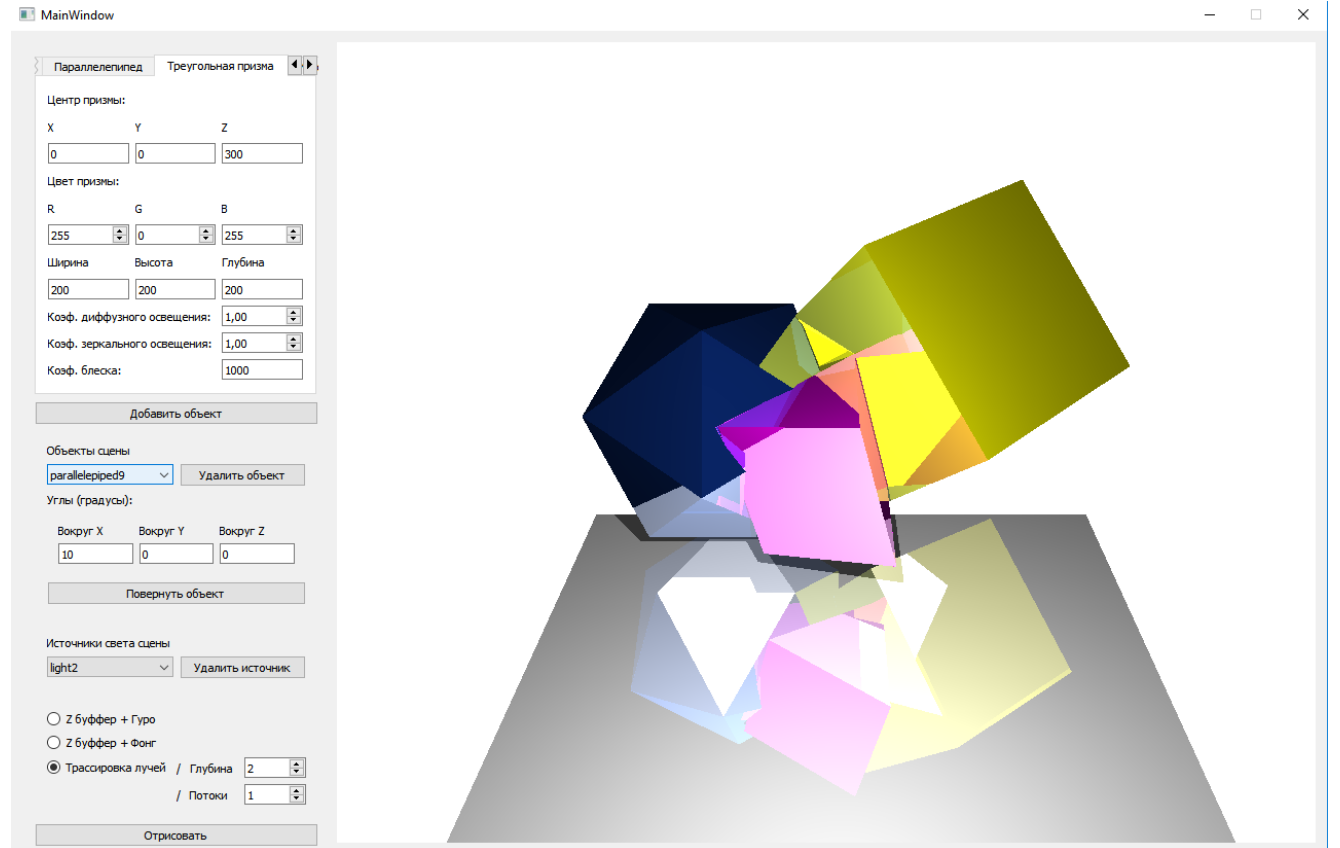 MainWindow
Параллелепипед Треугольная призма
Центр призмы:
X Y Z
0 0 300
Цвет призмы:
R G B
255 0 255
Ширина Высота Глубина
200 200 200
Коэф. диффузного освещения: 1,00
Коэф. зеркального освещения: 1,00
Коэф. блеска: 1000
Добавить объект
Объекты сцены
parallelepiped9 Удалить объект
Углы (градусы):
Вокруг X Вокруг Y Вокруг Z
10 0 0
Повернуть объект
Источники света сцены
light2 Удалить источник
Z буффер + Гуро
Z буффер + Фонг
Трассировка лучей / Глубина 2
/ Потоки 1
Отрисовать